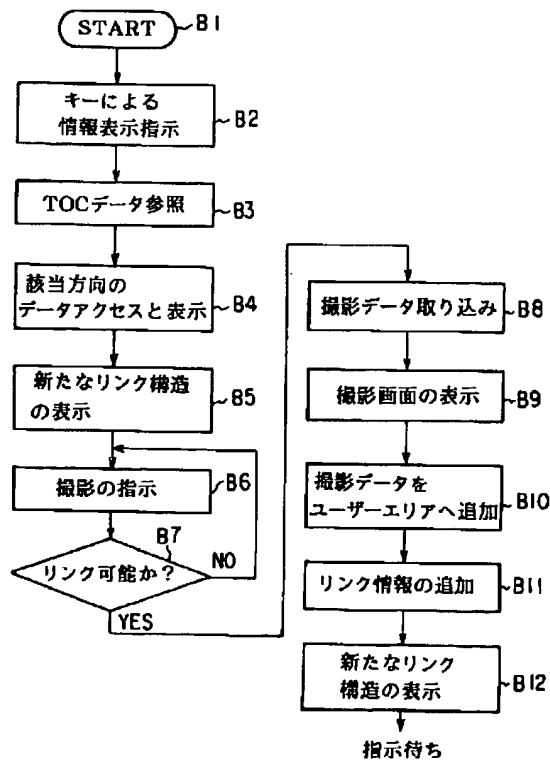 START
B1
キーによる
情報表示指示
B2
TOCデータ参照
B3
該当方向の
データアクセスと表示
B4
新たなリンク構造
の表示
B5
撮影の指示
B6
B7
リンク可能か?
NO
YES
撮影データ取り込み
B8
撮影画面の表示
B9
撮影データを
ユーザーエリアへ追加
B10
リンク情報の追加
B11
新たなリンク
構造の表示
B12
指示待ち